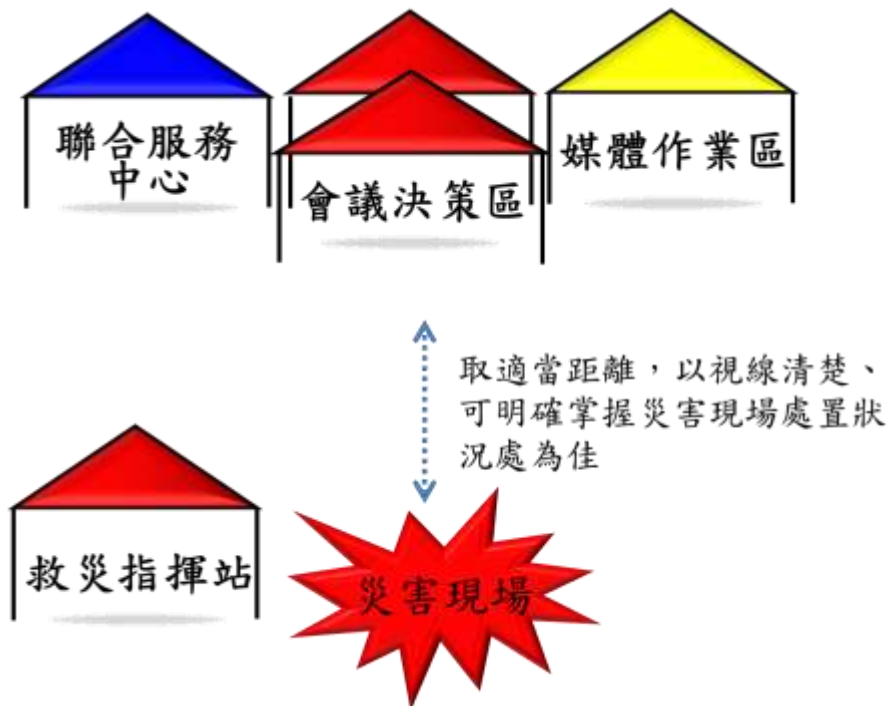 聯合服務
中心
會議決策區
媒體作業區
取適當距離，以視線清楚、
可明確掌握災害現場處置狀
況處為佳
救災指揮站
災害現場